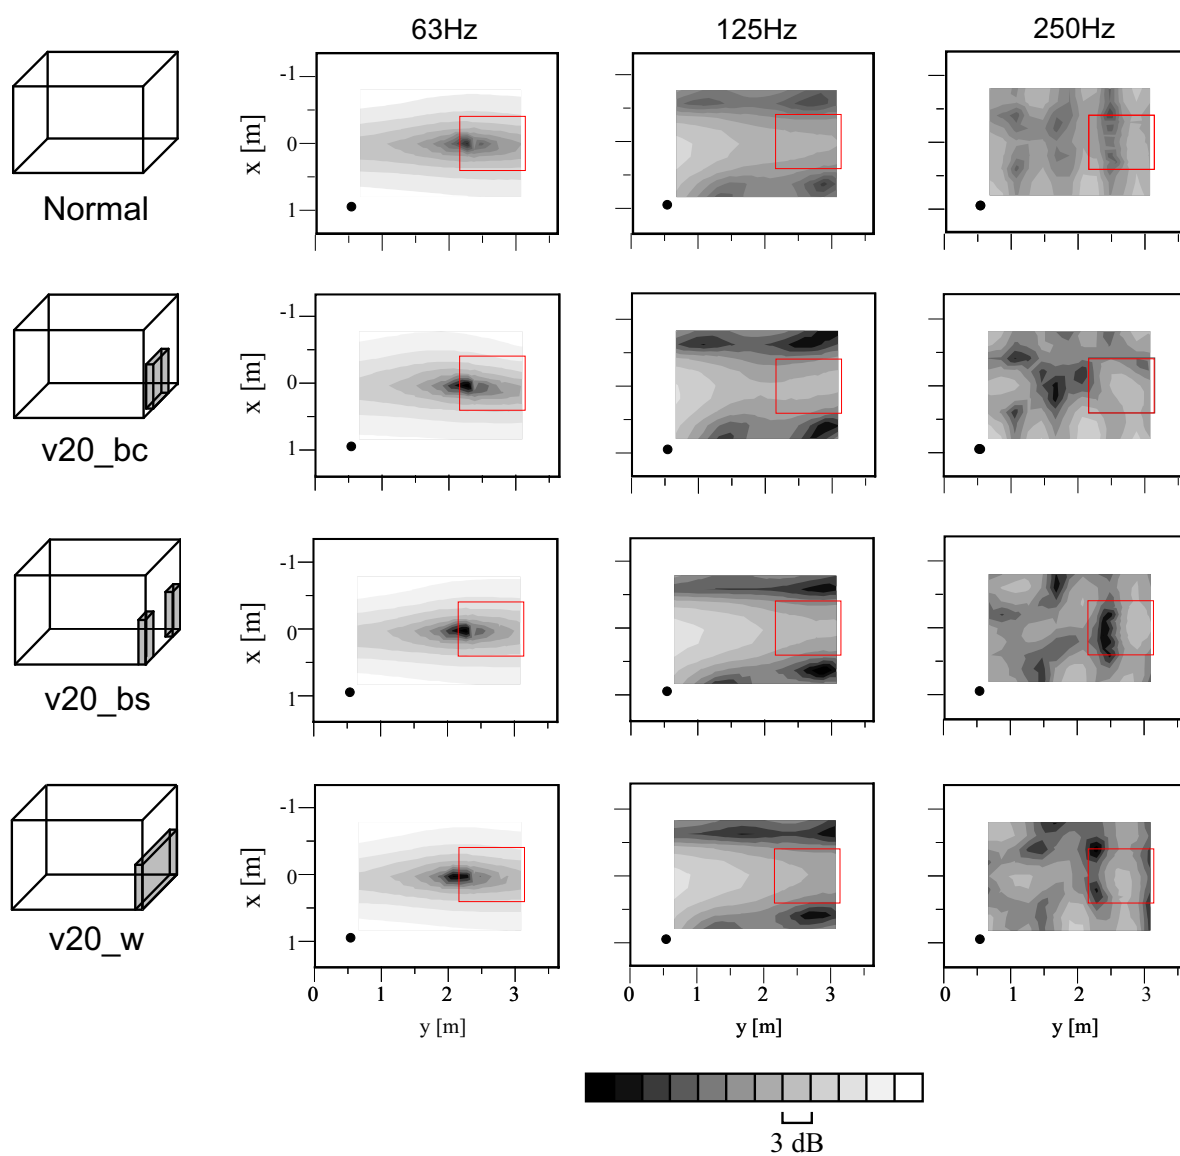 63Hz 125Hz 250Hz
-1
0
1
x [m]
Normal
-1
0
1
x [m]
v20_bc
-1
0
1
x [m]
v20_bs
-1
0
1
x [m]
v20_w
0 1 2 3 0 1 2 3 0 1 2 3
y [m] y [m] y [m]
3 dB